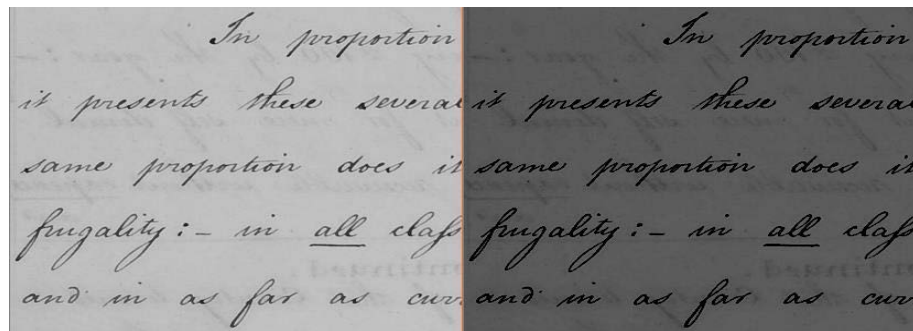 In proportion
it presents these severa
same proportion does it
frugality : – in all claſs
and in as far as curr
In proportion
it presents these severa
same proportion does it
frugality : – in all claſs
and in as far as curr